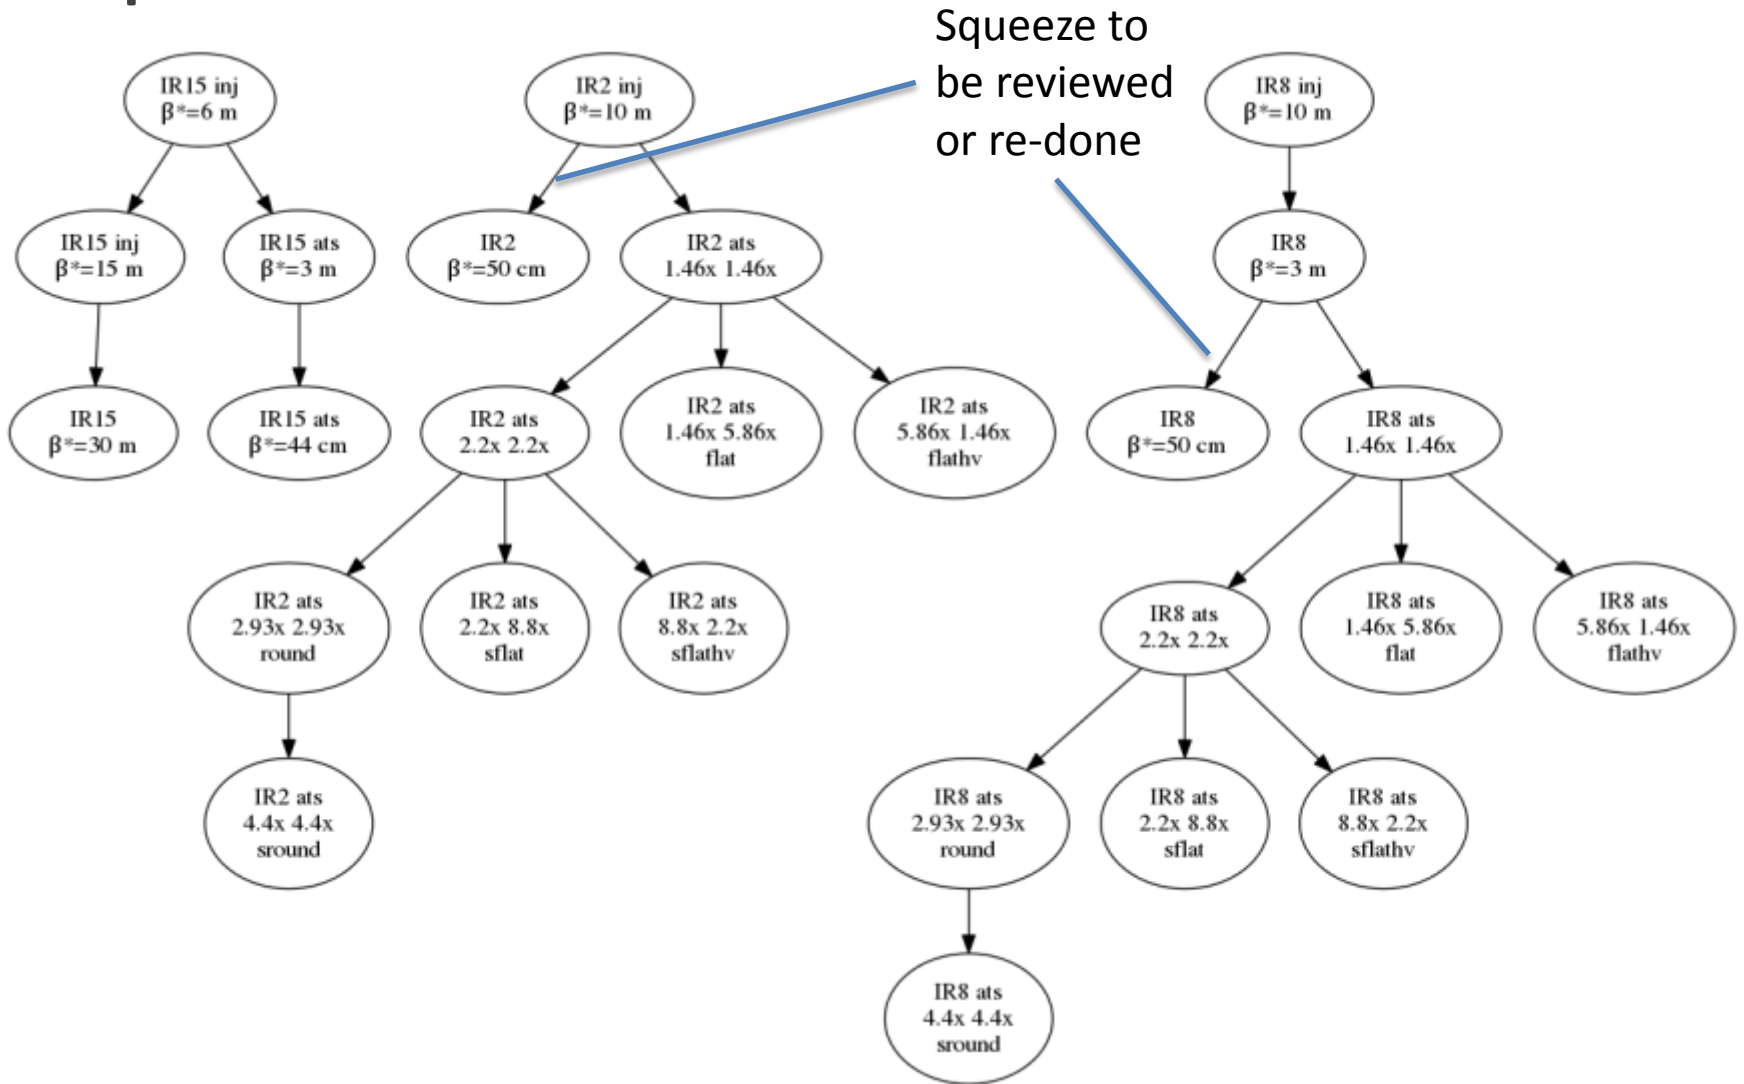 Squeeze to
be reviewed
or re-done
IR15 inj
β*=6 m
IR2 inj
β*=10 m
IR8 inj
β*=10 m
IR15 inj
β*=15 m
IR15 ats
β*=3 m
IR2
β*=50 cm
IR2 ats
1.46x 1.46x
IR8
β*=3 m
IR15
β*=30 m
IR15 ats
β*=44 cm
IR2 ats
2.2x 2.2x
IR2 ats
1.46x 5.86x
flat
IR2 ats
5.86x 1.46x
flathv
IR8
β*=50 cm
IR8 ats
1.46x 1.46x
IR2 ats
2.93x 2.93x
round
IR2 ats
2.2x 8.8x
sflat
IR2 ats
8.8x 2.2x
sflathv
IR8 ats
2.2x 2.2x
IR8 ats
1.46x 5.86x
flat
IR8 ats
5.86x 1.46x
flathv
IR2 ats
4.4x 4.4x
sround
IR8 ats
2.93x 2.93x
round
IR8 ats
2.2x 8.8x
sflat
IR8 ats
8.8x 2.2x
sflathv
IR8 ats
4.4x 4.4x
sround